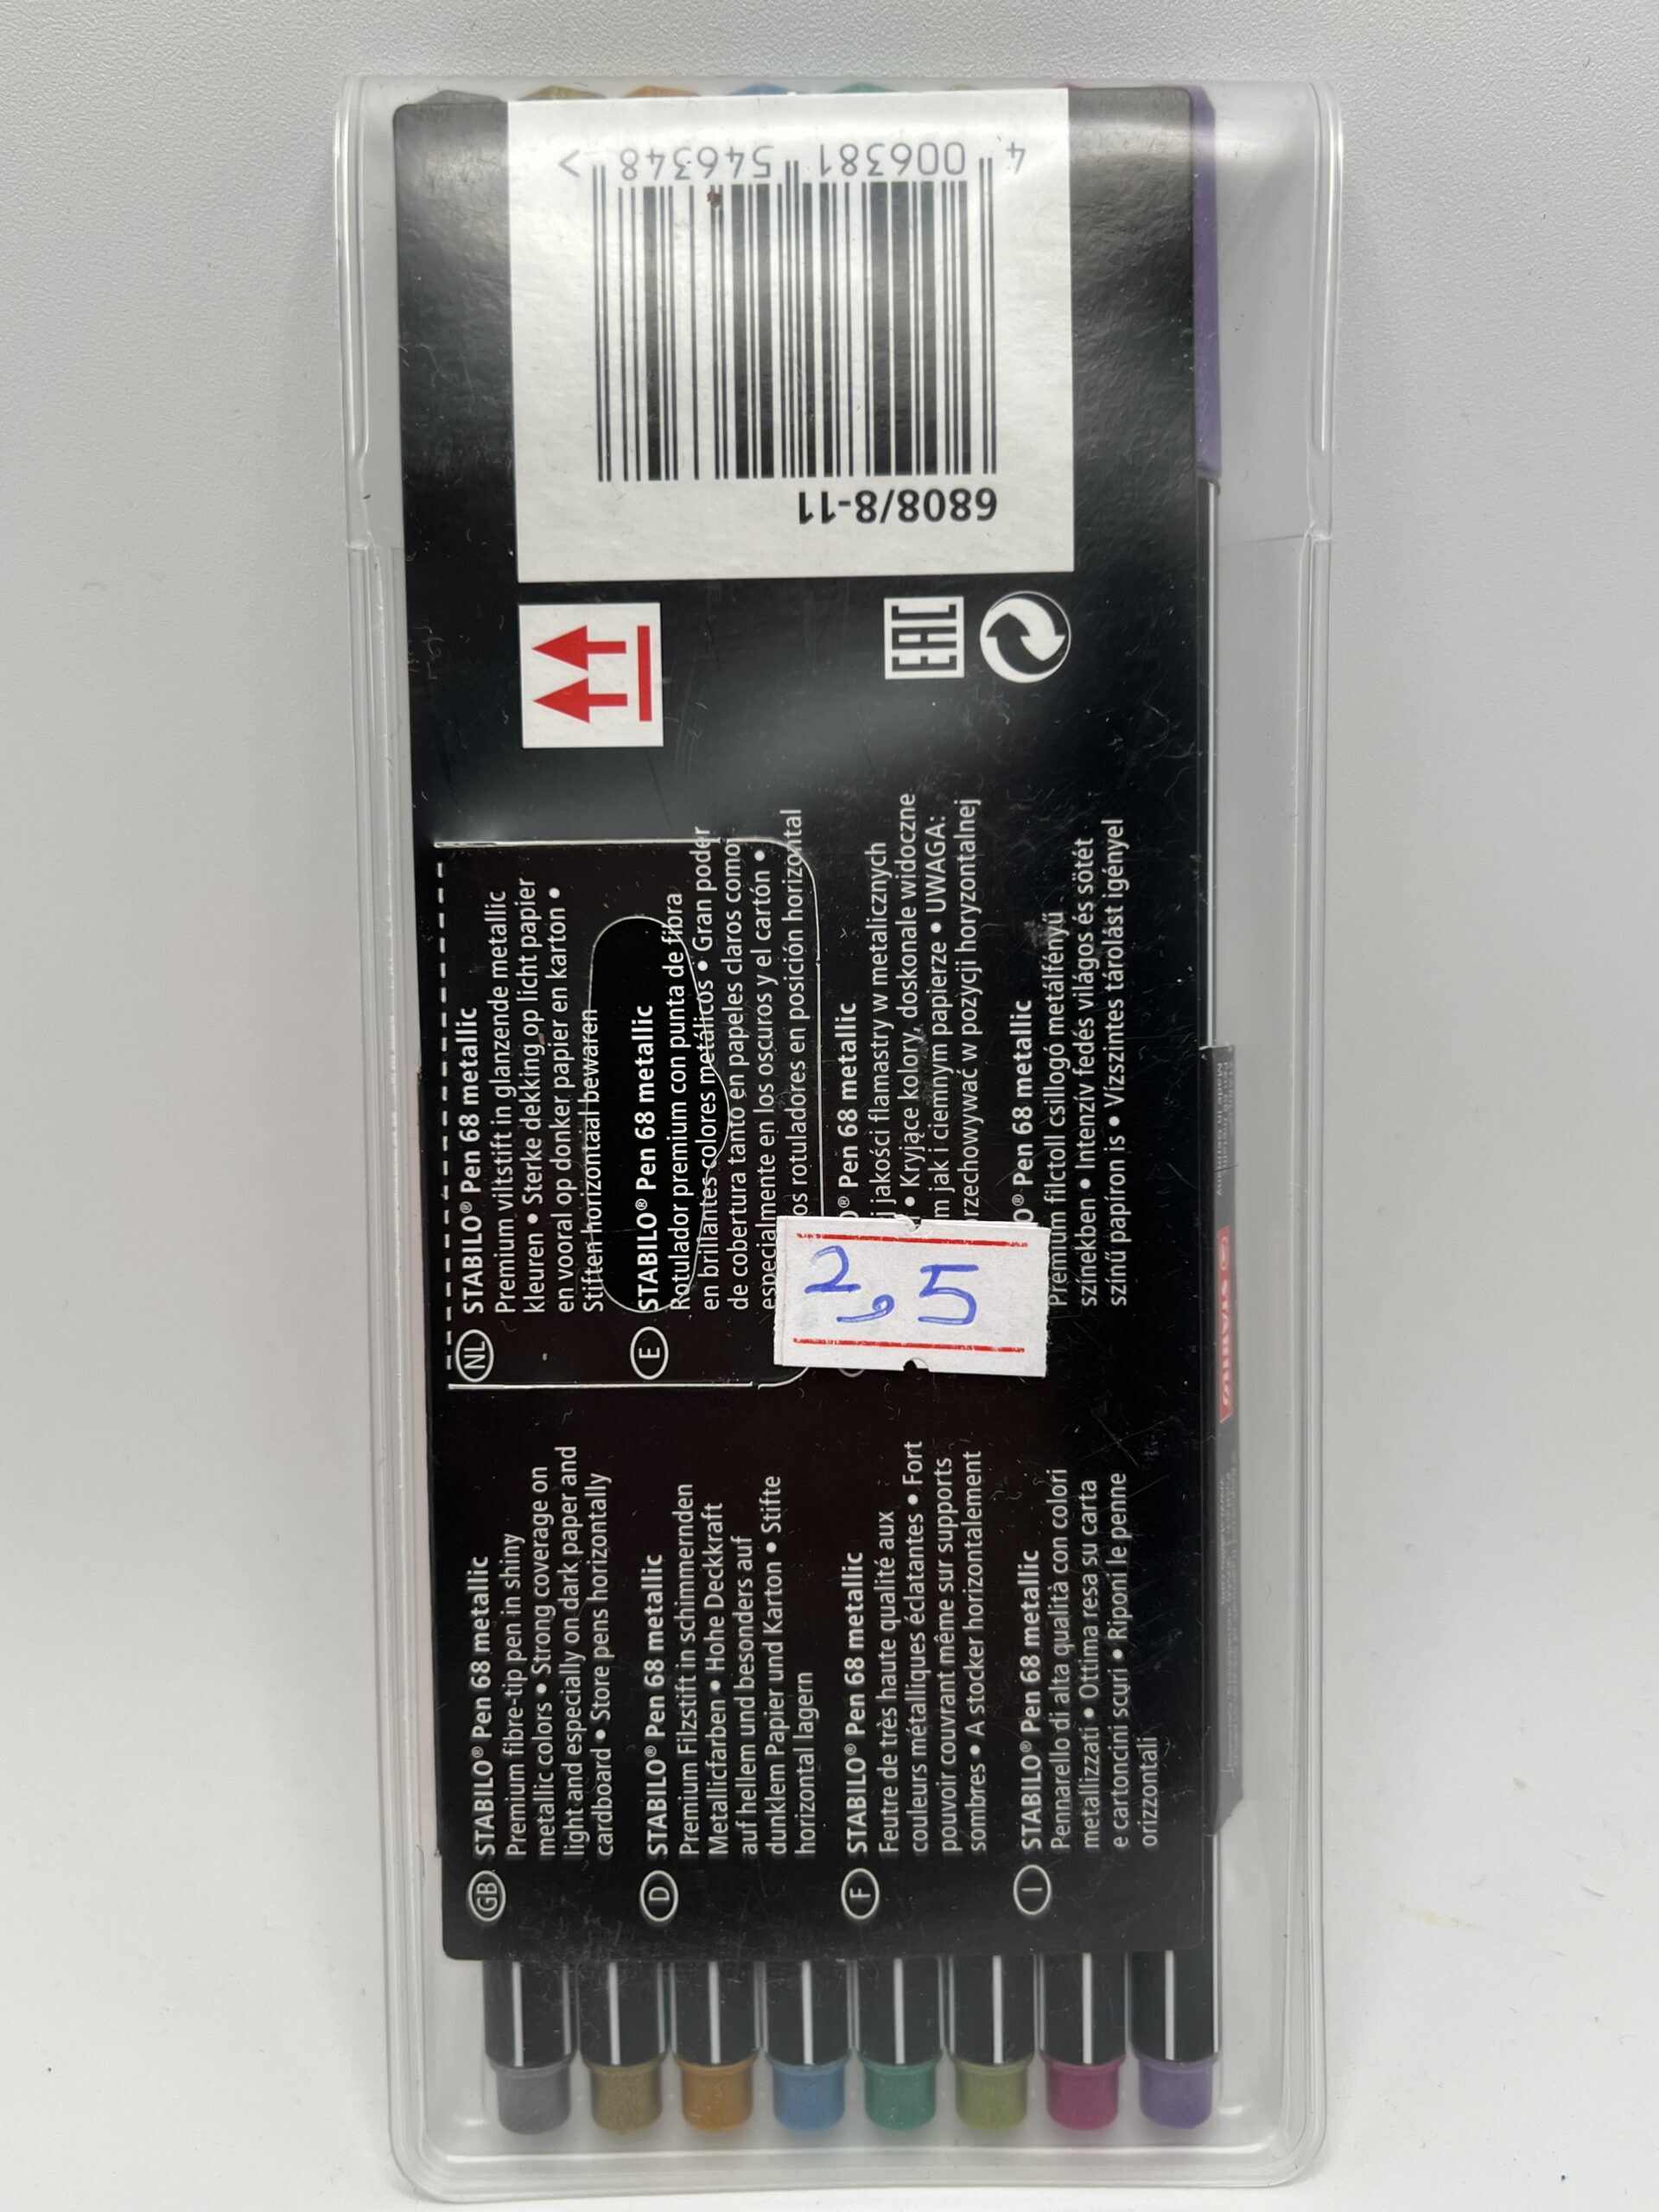 GB STABILO® Pen 68 metallic
Premium fibre-tip pen in shiny
metallic colors • Strong coverage on
light and especially on dark paper and
cardboard • Store pens horizontally
D STABILO® Pen 68 metallic
Premium Filzstift in schimmernden
Metallicfarben • Hohe Deckkraft
auf hellem und besonders auf
dunklem Papier und Karton • Stifte
horizontal lagern
F STABILO® Pen 68 metallic
Feutre de très haute qualité aux
couleurs métalliques éclatantes • Fort
pouvoir couvrant même sur supports
sombres • A stocker horizontalement
I STABILO® Pen 68 metallic
Pennarello di alta qualità con colori
metallizzati • Ottima resa su carta
e cartoncini scuri • Riponi le penne
orizzontali
NL STABILO® Pen 68 metallic
Premium viltstift in glanzende metallic
kleuren • Sterke dekking op licht papier
en vooral op donker papier en karton •
Stiften horizontaal bewaren
E STABILO® Pen 68 metallic
Rotulador premium con punta de fibra
en brillantes colores metálicos • Gran poder
de cobertura tanto en papeles claros como
especialmente en los oscuros y el cartón •
os rotuladores en posición horizontal
® Pen 68 metallic
j jakości flamastry w metalicznych
• Kryjące kolory, doskonale widoczne
m jak i ciemnym papierze • UWAGA:
rzechowywać w pozycji horyzontalnej
O® Pen 68 metallic
Prémium filctoll csillogó metálfényű
színekben • Intenzív fedés világos és sötét
színű papíron is • Vízszintes tárolást igényel
2,5
EAC
6808/8-11
4 006381 546348 >